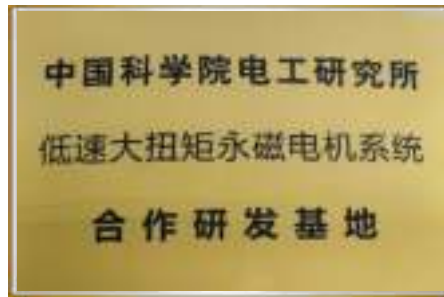 中国科学院电工研究所
低速大扭矩永磁电机系统
合作研发基地